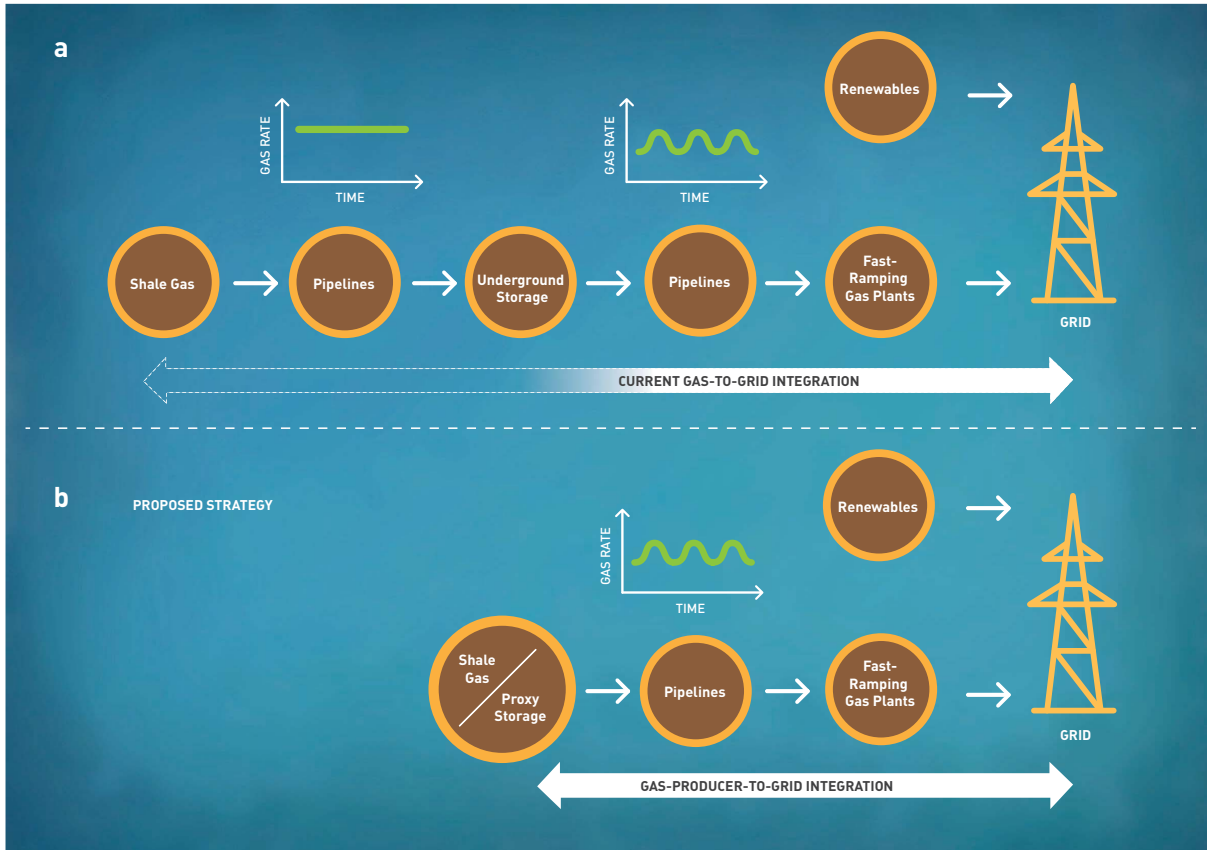 a
Renewables
GAS RATE
TIME
GAS RATE
TIME
Shale Gas
Pipelines
Underground
Storage
Pipelines
Fast-
Ramping
Gas Plants
GRID
CURRENT GAS-TO-GRID INTEGRATION
b
PROPOSED STRATEGY
Renewables
GAS RATE
TIME
Shale
Gas
Proxy
Storage
Pipelines
Fast-
Ramping
Gas Plants
GRID
GAS-PRODUCER-TO-GRID INTEGRATION